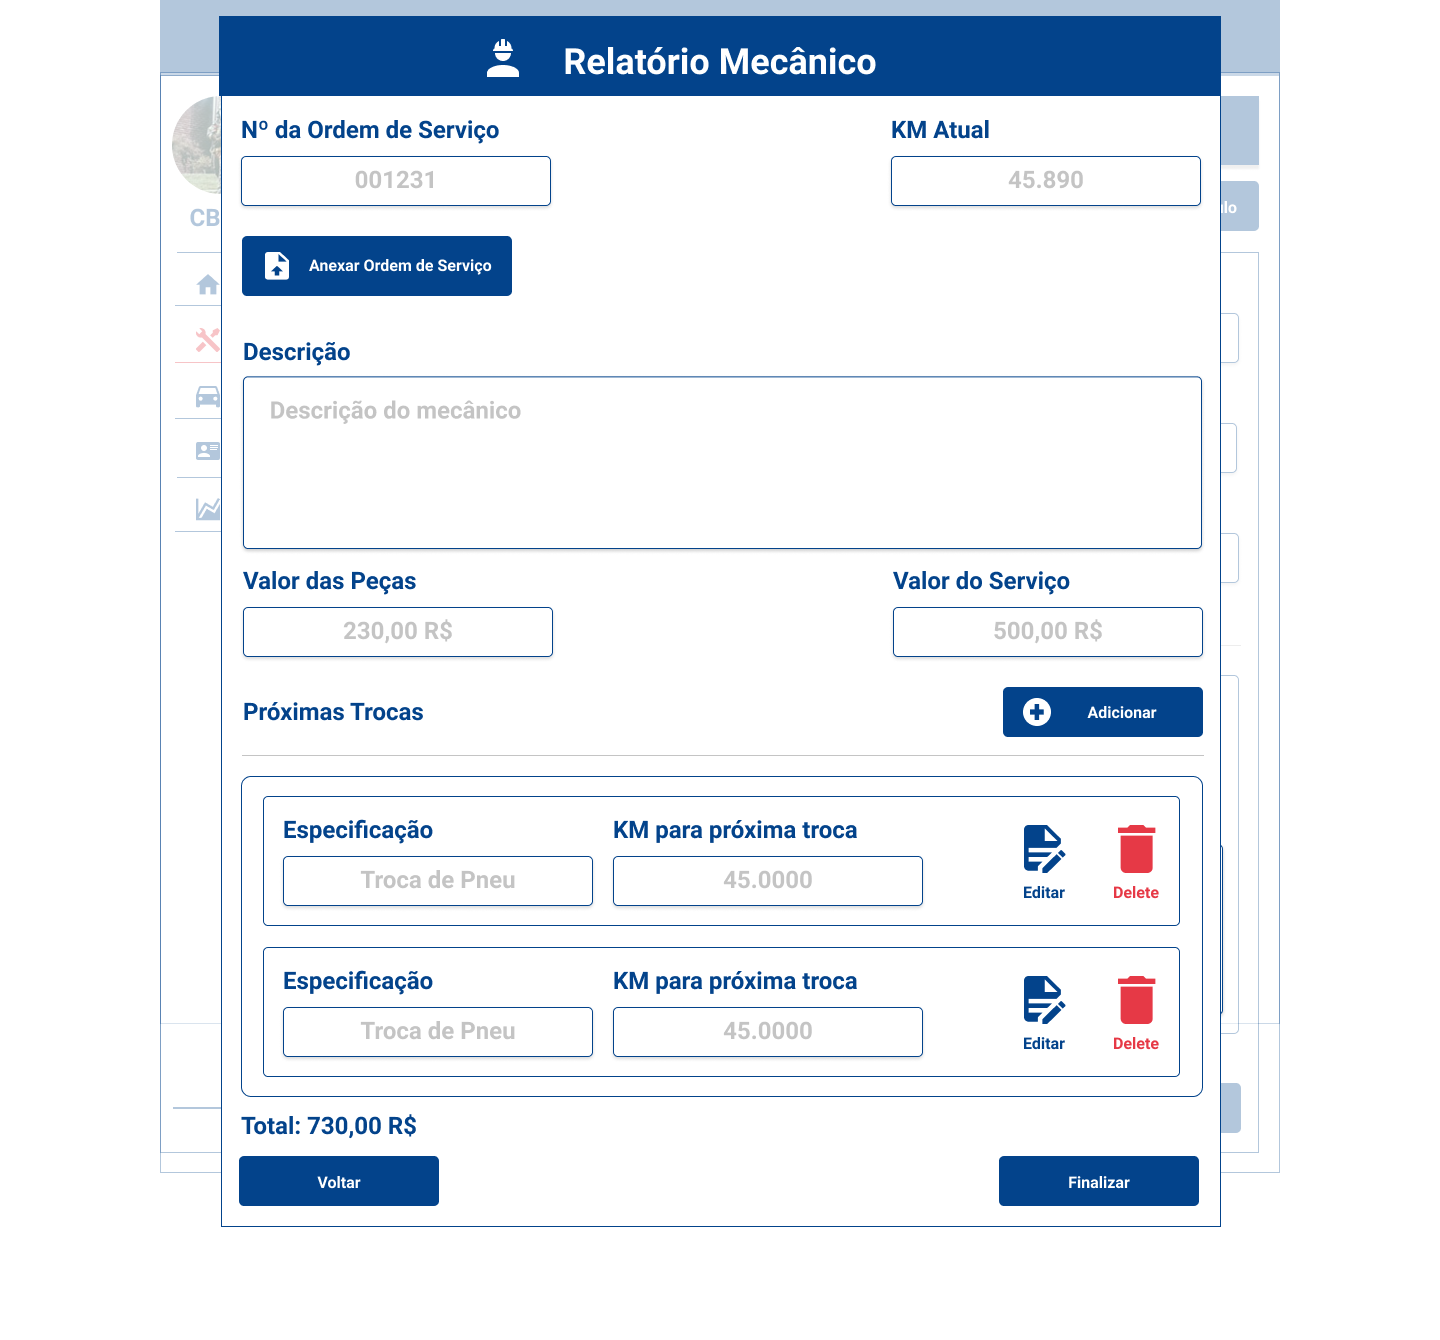 Relatório Mecânico
Nº da Ordem de Serviço
KM Atual
001231
45.890
CB
Anexar Ordem de Serviço
Descrição
Descrição do mecânico
Valor das Peças
Valor do Serviço
230,00 R$
500,00 R$
Próximas Trocas
Adicionar
Especificação
KM para próxima troca
Troca de Pneu
45.0000
Editar
Delete
Especificação
KM para próxima troca
Troca de Pneu
45.0000
Editar
Delete
Total: 730,00 R$
Voltar
Finalizar